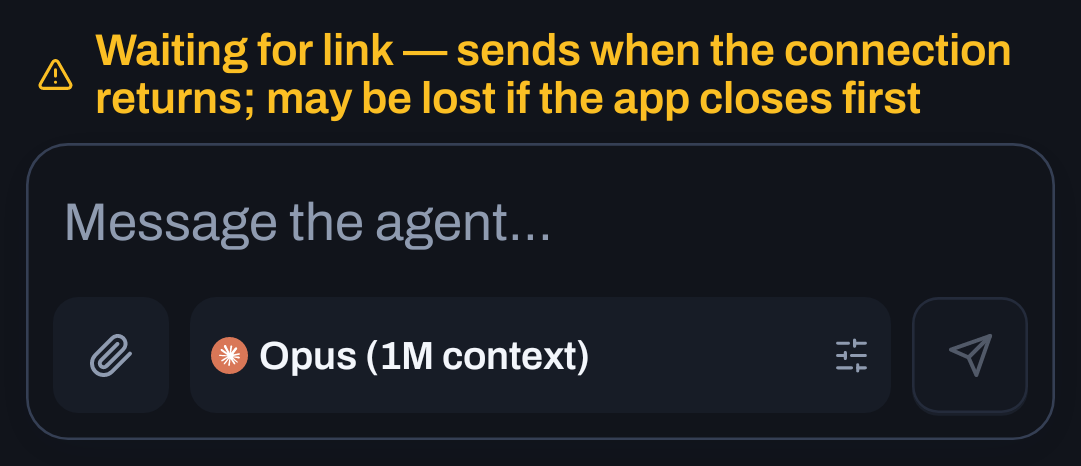 Waiting for link — sends when the connection
returns; may be lost if the app closes first
Message the agent...
Opus (1M context)